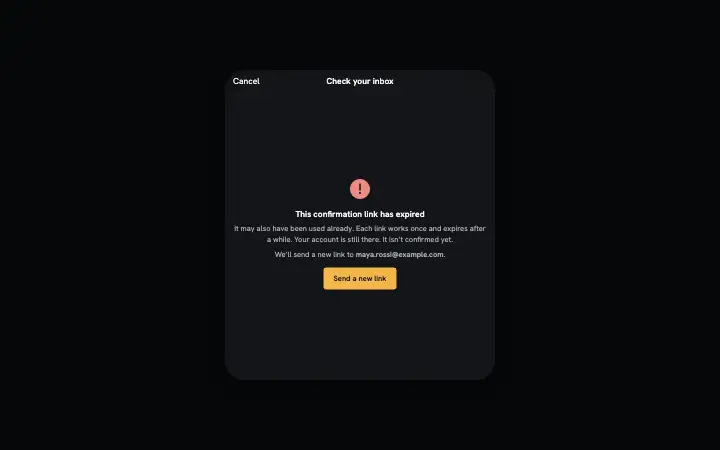 Cancel
Check your inbox
This confirmation link has expired
It may also have been used already. Each link works once and expires after
a while. Your account is still there. It isn't confirmed yet.
We'll send a new link to maya.rossi@example.com.
Send a new link